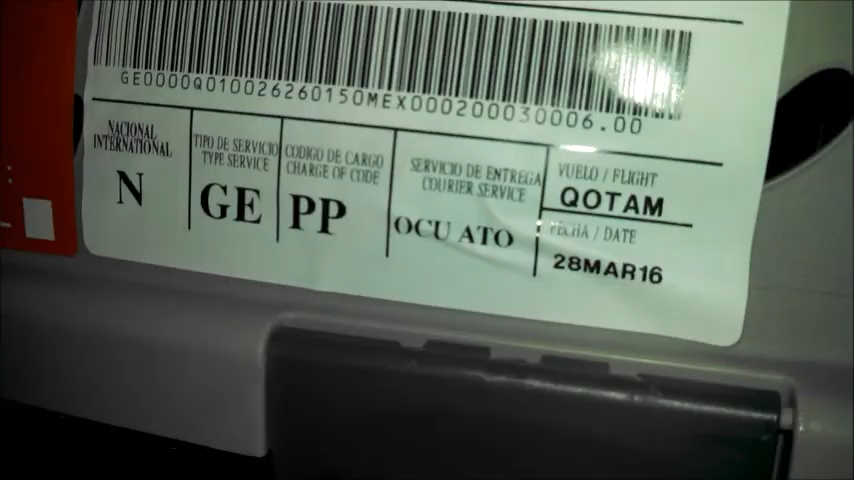 GE0000Q010026260150MEX000200030006.00
NACIONAL
INTERNATIONAL
N
TIPO DE SERVICIO
TYPE SERVICE
GE
CODIGO DE CARGO
CHARGE OF CODE
PP
SERVICIO DE ENTREGA
COURIER SERVICE
OCU ATO
VUELO / FLIGHT
QOTAM
FECHA / DATE
28MAR16